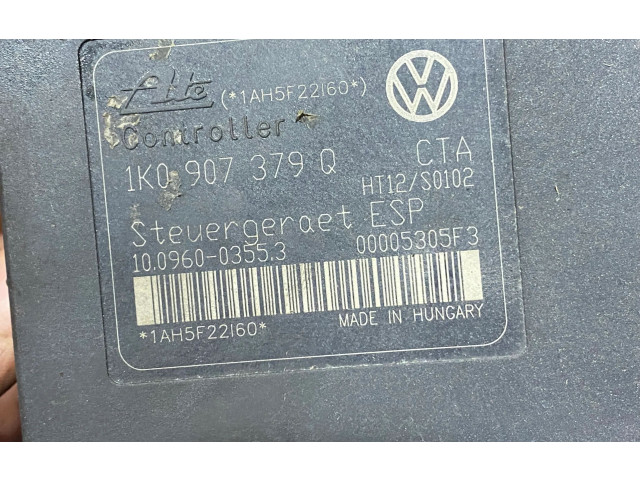 Ate (*1AH5F22I60*)
Controller
1K0 907 379 Q CTA
HT12/S0102
Steuergeraet ESP
10.0960-0355.3 00005305F3
*1AH5F22I60* MADE IN HUNGARY